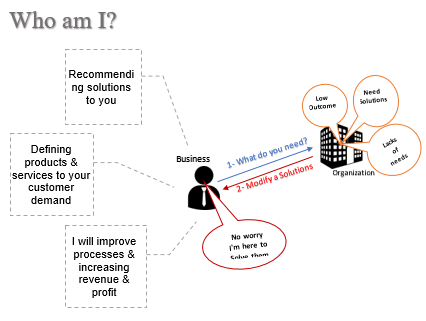 Who am I?
Recommendi
ng solutions
to you
Defining
products &
services to your
customer
demand
I will improve
processes &
increasing
revenue &
profit
Business
1- What do you need?
2- Modify a Solutions
No worry
I'm here to
Solve them
Low
Outcome
Need
Solutions
Lacks
of
needs
Organization